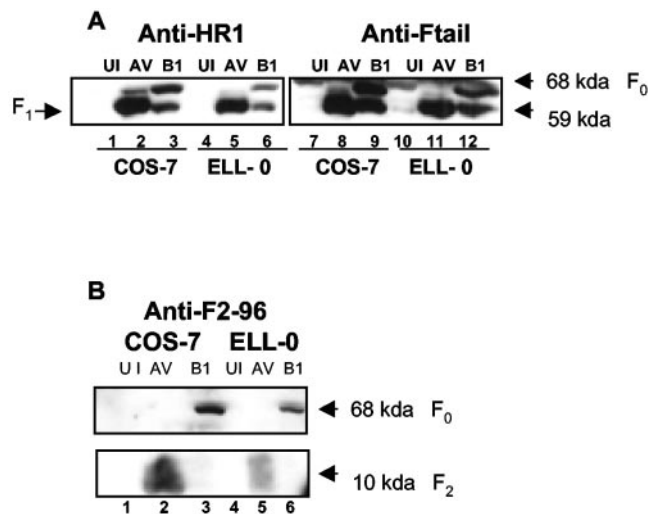 A
Anti-HR1 Anti-Ftail
UI AV B1 UI AV B1 UI AV B1 UI AV B1
68 kda F0
F1
59 kda
1 2 3 4 5 6 7 8 9 10 11 12
COS-7 ELL- 0 COS-7 ELL- 0
B
Anti-F2-96
COS-7 ELL-0
U I AV B1 UI AV B1
68 kda F0
10 kda F2
1 2 3 4 5 6